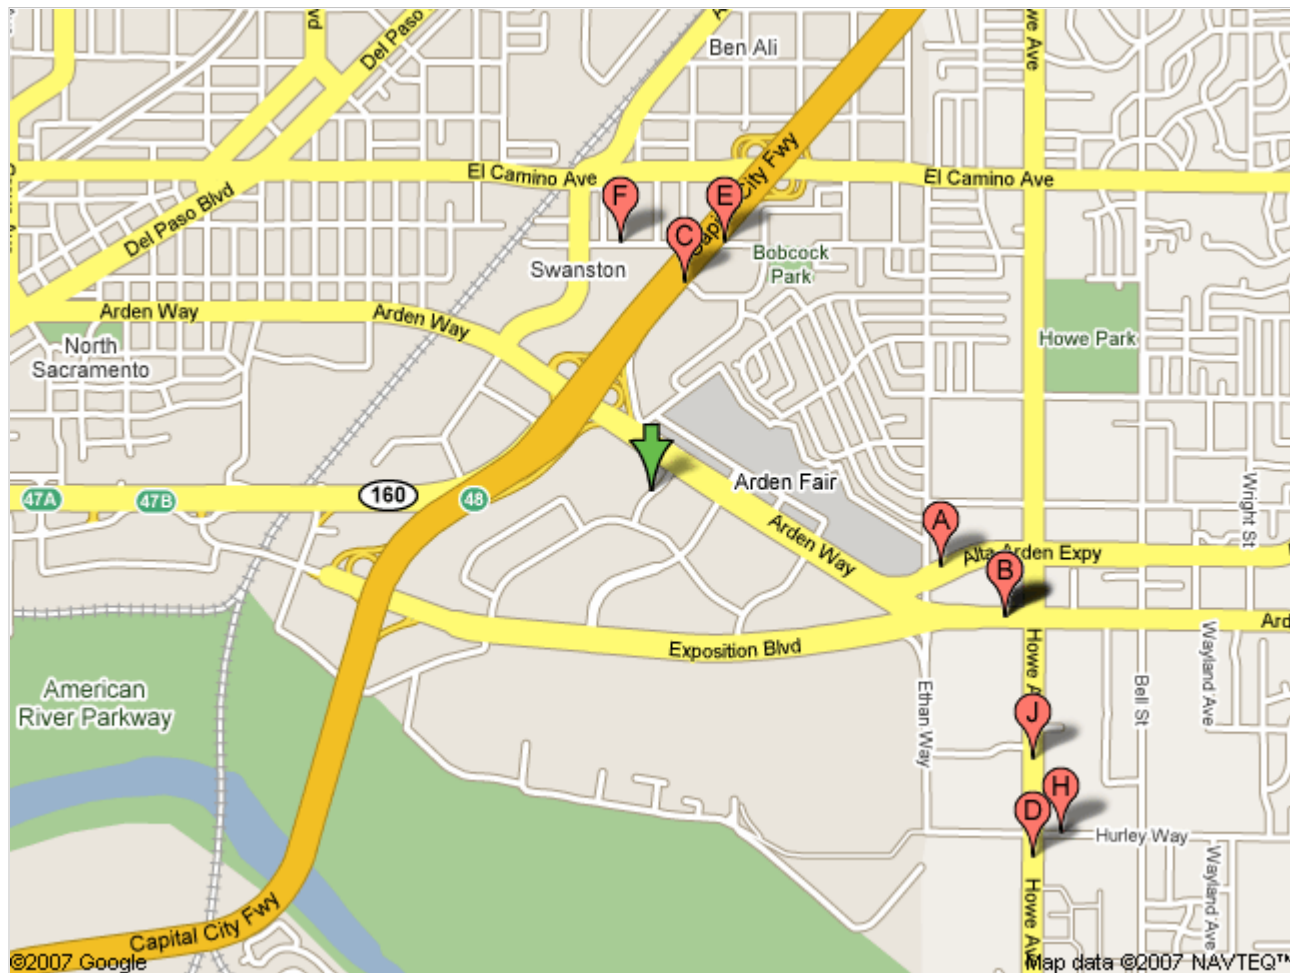 Del Paso
Ben Ali
we Ave
El Camino Ave
Capital City Fwy
El Camino Ave
F
E
C
Del Paso Blvd
Bobcock
Park
Swanston
Arden Way
Arden Way
North
Sacramento
Howe Park
160
47A
47B
48
Arden Fair
Wright St
Arden Way
A
Alta Arden Expy
B
Ard
Exposition Blvd
Howe A
Wayland Ave
American
River Parkway
Ethan Way
Bell St
J
H
D
Hurley Way
Wayland Ave
Howe Av
Capital City Fwy
©2007 Google
Map data ©2007 NAVTEQ™